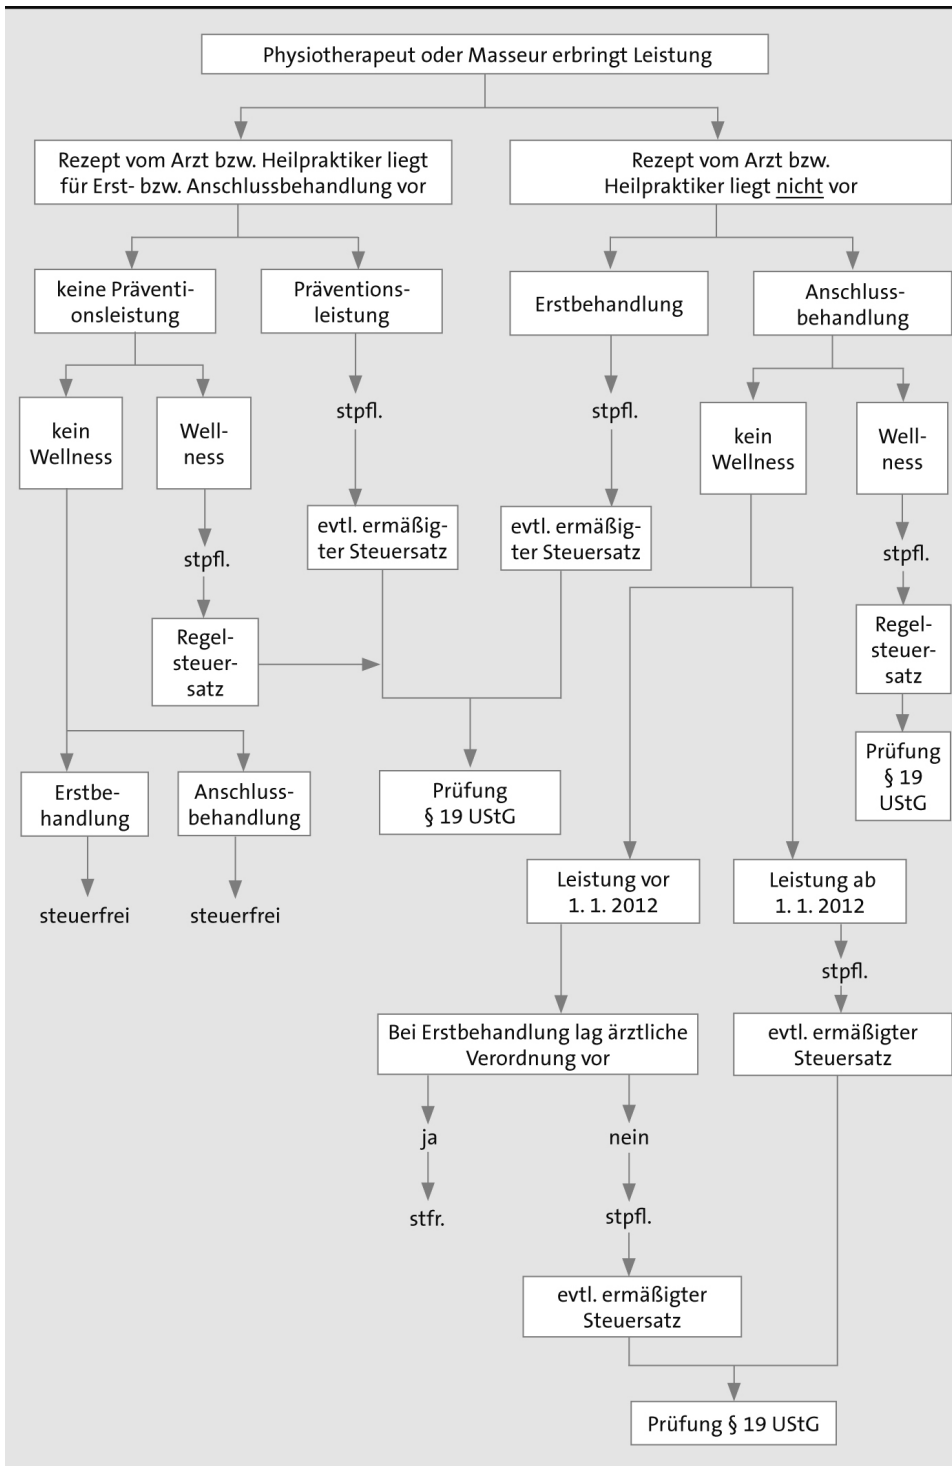 Physiotherapeut oder Masseur erbringt Leistung
Rezept vom Arzt bzw. Heilpraktiker liegt
für Erst- bzw. Anschlussbehandlung vor
Rezept vom Arzt bzw.
Heilpraktiker liegt nicht vor
keine Präventi-
onsleistung
Präventions-
leistung
Erstbehandlung
Anschluss-
behandlung
kein
Wellness
Well-
ness
stpfl.
stpfl.
kein
Wellness
Well-
ness
evtl. ermäßig-
ter Steuersatz
evtl. ermäßig-
ter Steuersatz
stpfl.
stpfl.
Regel-
steuer-
satz
Regel-
steuer-
satz
Prüfung
§ 19
UStG
Erstbe-
handlung
Anschluss-
behandlung
Prüfung
§ 19 UStG
steuerfrei
steuerfrei
Leistung vor
1. 1. 2012
Leistung ab
1. 1. 2012
stpfl.
Bei Erstbehandlung lag ärztliche
Verordnung vor
evtl. ermäßigter
Steuersatz
ja
nein
stfr.
stpfl.
evtl. ermäßigter
Steuersatz
Prüfung § 19 UStG